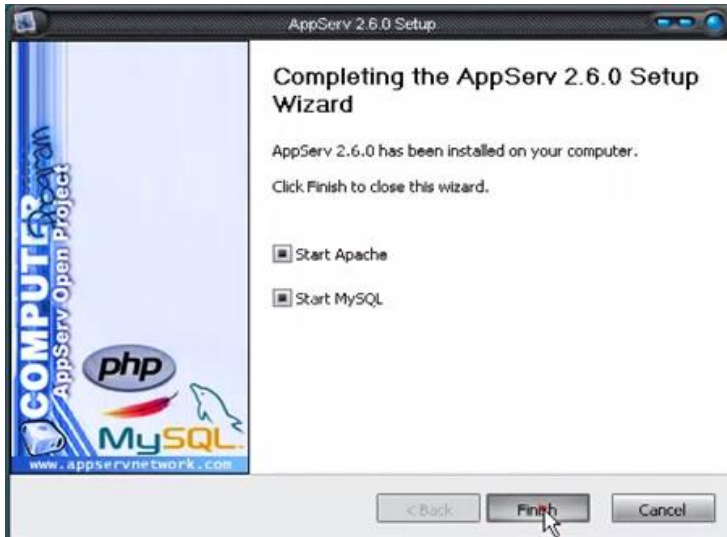 AppServ 2.6.0 Setup
Completing the AppServ 2.6.0 Setup
Wizard
AppServ 2.6.0 has been installed on your computer.
Click Finish to close this wizard.
Start Apache
Start MySQL
COMPUTER
Program
AppServ Open Project
php
MySQL
www.appservnetwork.com
< Back
Finish
Cancel